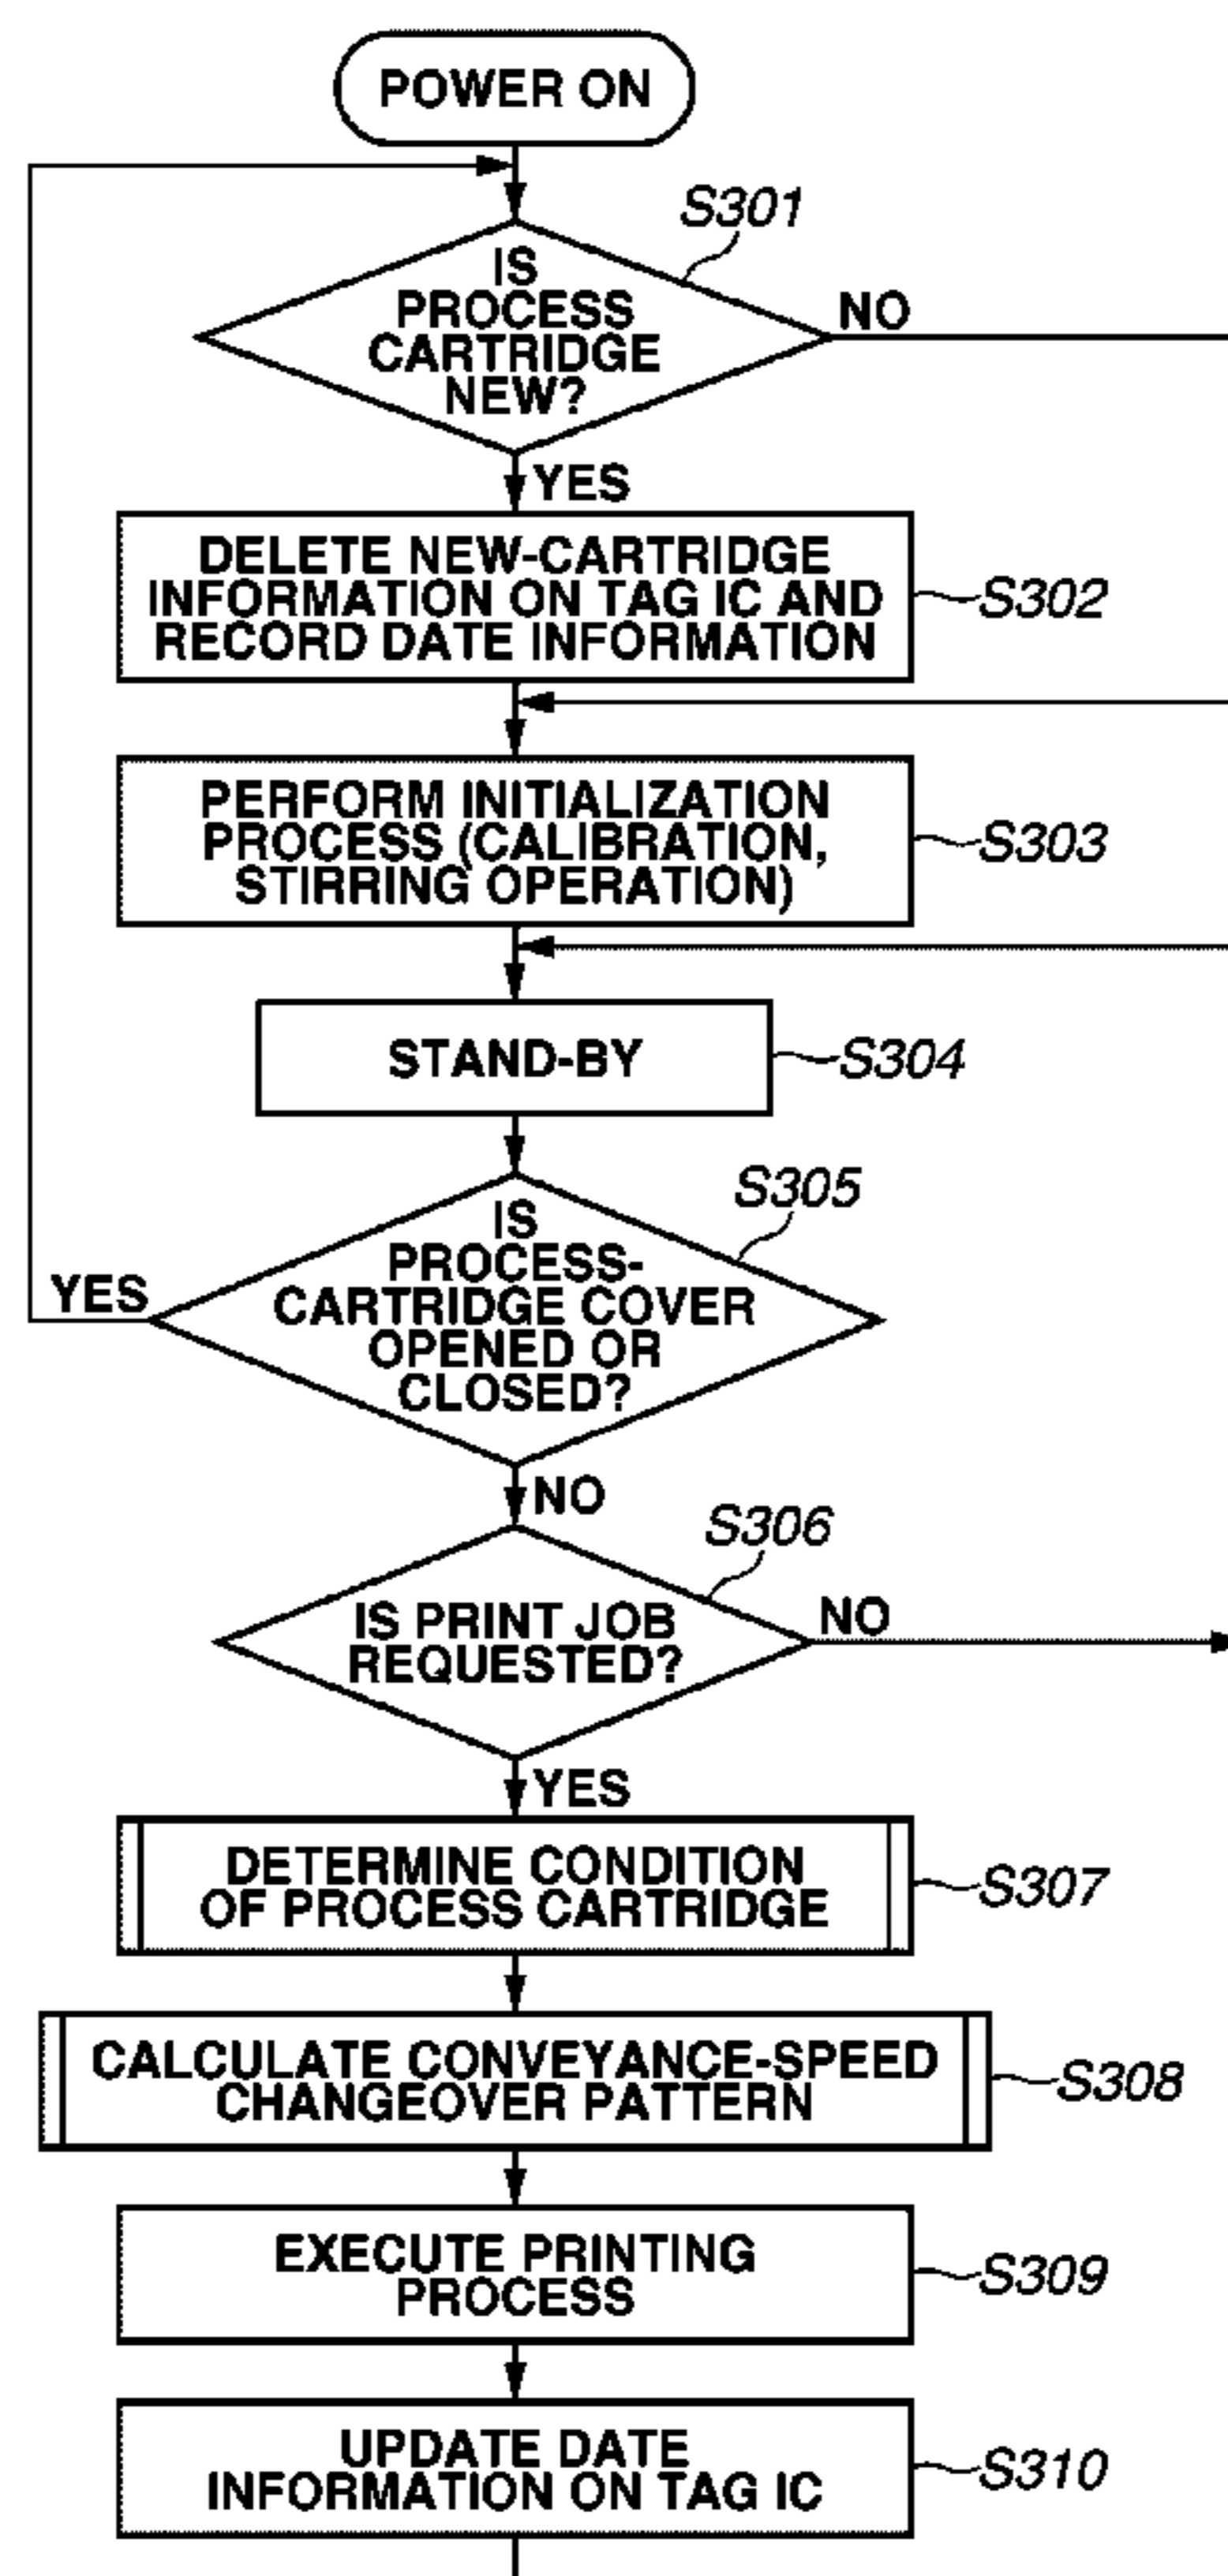 POWER ON
S301
IS
PROCESS
CARTRIDGE
NEW?
NO
YES
DELETE NEW-CARTRIDGE
INFORMATION ON TAG IC AND
RECORD DATE INFORMATION
S302
PERFORM INITIALIZATION
PROCESS (CALIBRATION,
STIRRING OPERATION)
S303
STAND-BY
S304
S305
IS
PROCESS-
CARTRIDGE COVER
OPENED OR
CLOSED?
YES
NO
S306
IS PRINT JOB
REQUESTED?
NO
YES
DETERMINE CONDITION
OF PROCESS CARTRIDGE
S307
CALCULATE CONVEYANCE-SPEED
CHANGEOVER PATTERN
S308
EXECUTE PRINTING
PROCESS
S309
UPDATE DATE
INFORMATION ON TAG IC
S310